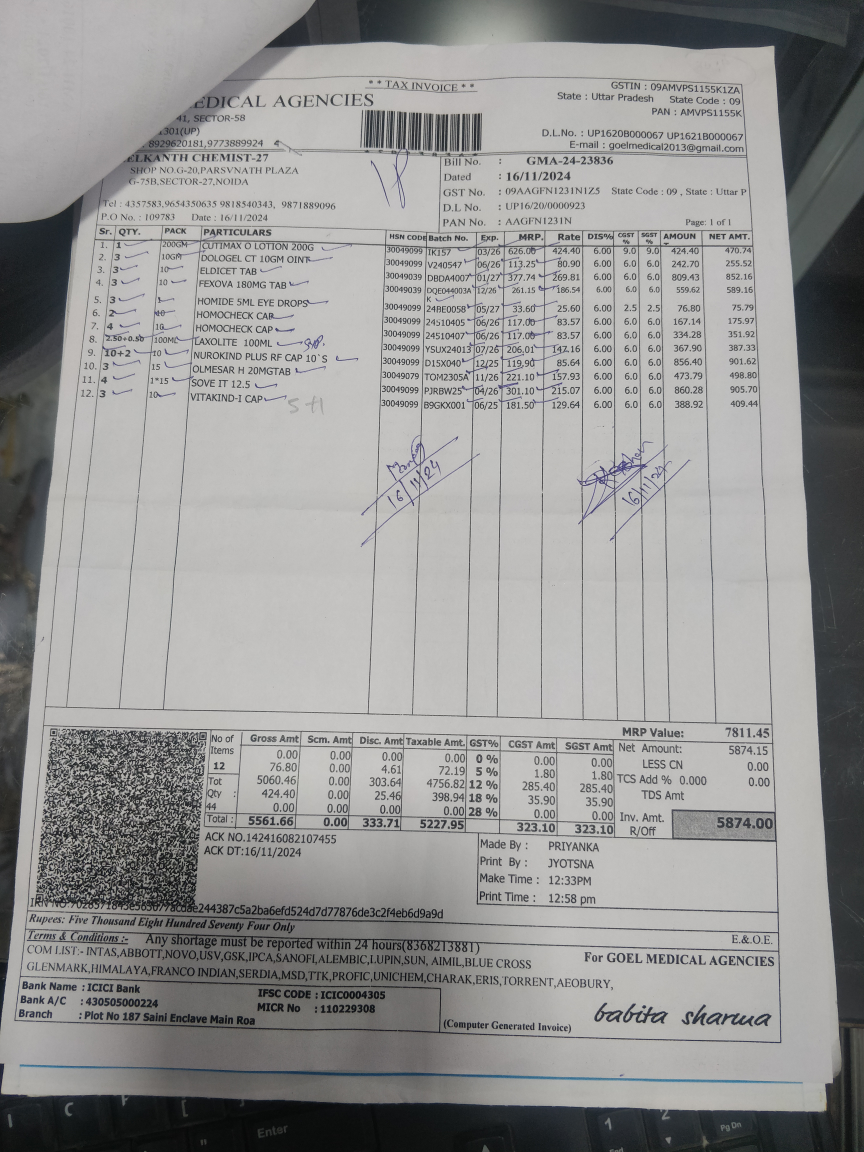 * * TAX INVOICE * *
GSTIN : 09AMVPS1155K1ZA
State : Uttar Pradesh State Code : 09
PAN : AMVPS1155K
EDICAL AGENCIES
41, SECTOR-58
1301(UP)
8929620181,9773889924
D.L.No. : UP1620B000067 UP1621B000067
E-mail : goelmedical2013@gmail.com
ELKANTH CHEMIST-27
SHOP NO.G-20,PARSVNATH PLAZA
G-75B,SECTOR-27,NOIDA
Tel : 4357583,9654350635 9818540343, 9871889096
P.O No. : 109783 Date : 16/11/2024
Bill No. : GMA-24-23836
Dated : 16/11/2024
GST No. : 09AAGFN1231N1Z5 State Code : 09 , State : Uttar P
D.L No. : UP16/20/0000923
PAN No. : AAGFN1231N Page: 1 of 1
Sr. QTY. PACK PARTICULARS HSN CODE Batch No. Exp. MRP. Rate DIS% CGST % SGST % AMOUN NET AMT.
1. 1 200GM CUTIMAX O LOTION 200G 30049099 IK157 03/26 626.00 424.40 6.00 9.0 9.0 424.40 470.74
2. 3 10GM DOLOGEL CT 10GM OINT 30049099 V240547 06/26 113.25 80.90 6.00 6.0 6.0 242.70 255.52
3. 3 10 ELDICET TAB 30049039 DBDA4007 01/27 377.74 269.81 6.00 6.0 6.0 809.43 852.16
4. 3 10 FEXOVA 180MG TAB 30049039 DQE044003A 12/26 261.15 186.54 6.00 6.0 6.0 559.62 589.16
K
5. 3 HOMIDE 5ML EYE DROPS 30049099 24BE0058 05/27 33.60 25.60 6.00 2.5 2.5 76.80 75.79
6. 2 10 HOMOCHECK CAP 30049099 24510405 06/26 117.00 83.57 6.00 6.0 6.0 167.14 175.97
7. 4 10 HOMOCHECK CAP 30049099 24510407 06/26 117.00 83.57 6.00 6.0 6.0 334.28 351.92
8. 2.50+0.50 100ML LAXOLITE 100ML 30049099 YSUX24013 07/26 206.01 147.16 6.00 6.0 6.0 367.90 387.33
9. 10+2 10 NUROKIND PLUS RF CAP 10`S 30049099 D15X040 12/25 119.90 85.64 6.00 6.0 6.0 856.40 901.62
10. 3 15 OLMESAR H 20MGTAB 30049079 TOM2305A 11/26 221.10 157.93 6.00 6.0 6.0 473.79 498.80
11. 4 1*15 SOVE IT 12.5 30049099 PJRBW25 04/26 301.10 215.07 6.00 6.0 6.0 860.28 905.70
12. 3 10 VITAKIND-I CAP 30049099 B9GKX001 06/25 181.50 129.64 6.00 6.0 6.0 388.92 409.44
5+1
16/11/24
16/11/24
MRP Value: 7811.45
No of Items 12 Tot Qty : 44
Gross Amt Scm. Amt Disc. Amt Taxable Amt. GST% CGST Amt SGST Amt
0.00 0.00 0.00 0.00 0 % 0.00 0.00
76.80 0.00 4.61 72.19 5 % 1.80 1.80
5060.46 0.00 303.64 4756.82 12 % 285.40 285.40
424.40 0.00 25.46 398.94 18 % 35.90 35.90
0.00 0.00 0.00 0.00 28 % 0.00 0.00
Total : 5561.66 0.00 333.71 5227.95 323.10 323.10
Net Amount: 5874.15
LESS CN 0.00
TCS Add % 0.000 0.00
TDS Amt
Inv. Amt. R/Off 5874.00
ACK NO.142416082107455
ACK DT:16/11/2024
Made By : PRIYANKA
Print By : JYOTSNA
Make Time : 12:33PM
Print Time : 12:58 pm
Rupees: Five Thousand Eight Hundred Seventy Four Only
E.&.O.E.
Terms & Conditions :- Any shortage must be reported within 24 hours(8368213881)
COM LIST:- INTAS,ABBOTT,NOVO,USV,GSK,IPCA,SANOFI,ALEMBIC,LUPIN,SUN, AIMIL,BLUE CROSS
GLENMARK,HIMALAYA,FRANCO INDIAN,SERDIA,MSD,TTK,PROFIC,UNICHEM,CHARAK,ERIS,TORRENT,AEOBURY,
For GOEL MEDICAL AGENCIES
Bank Name : ICICI Bank
Bank A/C : 430505000224
Branch : Plot No 187 Saini Enclave Main Roa
IFSC CODE : ICIC0004305
MICR No : 110229308
(Computer Generated Invoice)
babita sharma
Enter
1
2
Pg Dn